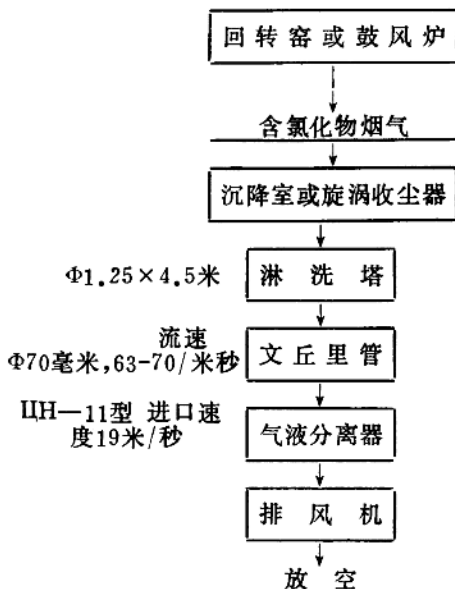 回转窑或鼓风炉
含氯化物烟气
沉降室或旋涡收尘器
Φ1.25×4.5米
淋洗塔
流速
Φ70毫米,63-70/米秒
文丘里管
ЦН—11型 进口速
度19米/秒
气液分离器
排风机
放空